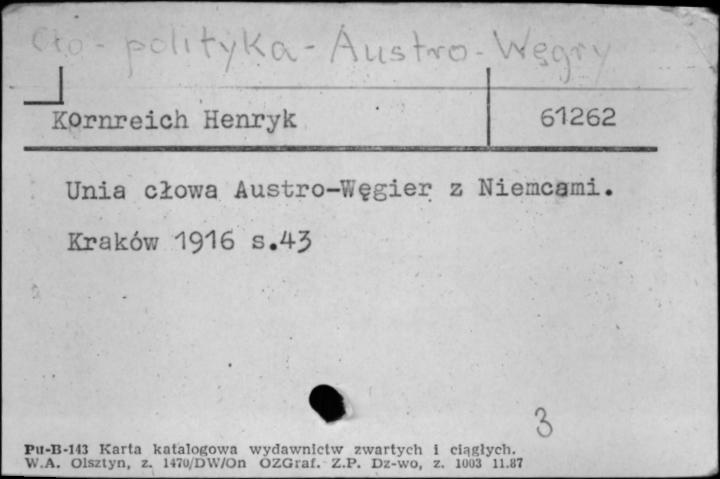 Cło - polityka - Austro - Węgry
Kornreich Henryk 61262
Unia cłowa Austro-Węgier z Niemcami.
Kraków 1916 s.43
3
Pu-B-143 Karta katalogowa wydawnictw zwartych i ciągłych.
W.A. Olsztyn, z. 1470/DW/On OZGraf. Z.P. Dz-wo, z. 1003 11.87